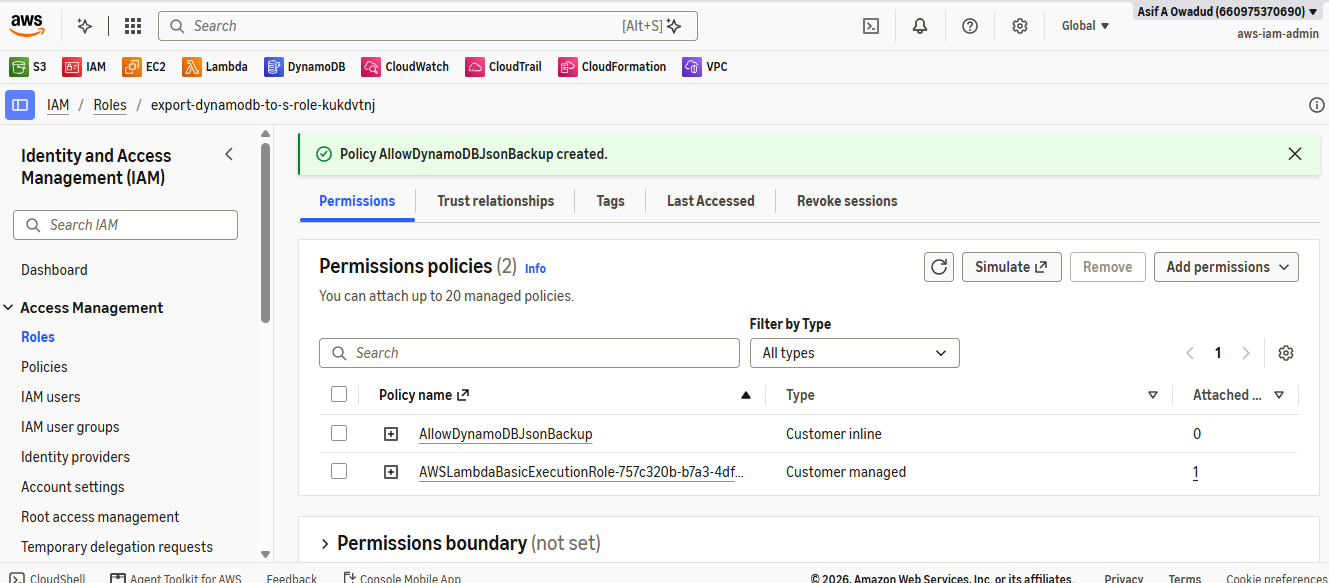 aws
Search [Alt+S]
Global ▼
Asif A Owadud (660975370690) ▼
aws-iam-admin
S3 IAM EC2 Lambda DynamoDB CloudWatch CloudTrail CloudFormation VPC
IAM / Roles / export-dynamodb-to-s-role-kukdvtnj
Identity and Access
Management (IAM)
Search IAM
Dashboard
Access Management
Roles
Policies
IAM users
IAM user groups
Identity providers
Account settings
Root access management
Temporary delegation requests
Policy AllowDynamoDBJsonBackup created.
Permissions Trust relationships Tags Last Accessed Revoke sessions
Permissions policies (2) Info
Simulate Remove Add permissions
You can attach up to 20 managed policies.
Filter by Type
Search All types 1
Policy name Type Attached ...
AllowDynamoDBJsonBackup Customer inline 0
AWSLambdaBasicExecutionRole-757c320b-b7a3-4df... Customer managed 1
Permissions boundary (not set)
CloudShell Agent Toolkit for AWS Feedback Console Mobile App © 2026, Amazon Web Services, Inc. or its affiliates. Privacy Terms Cookie preferences